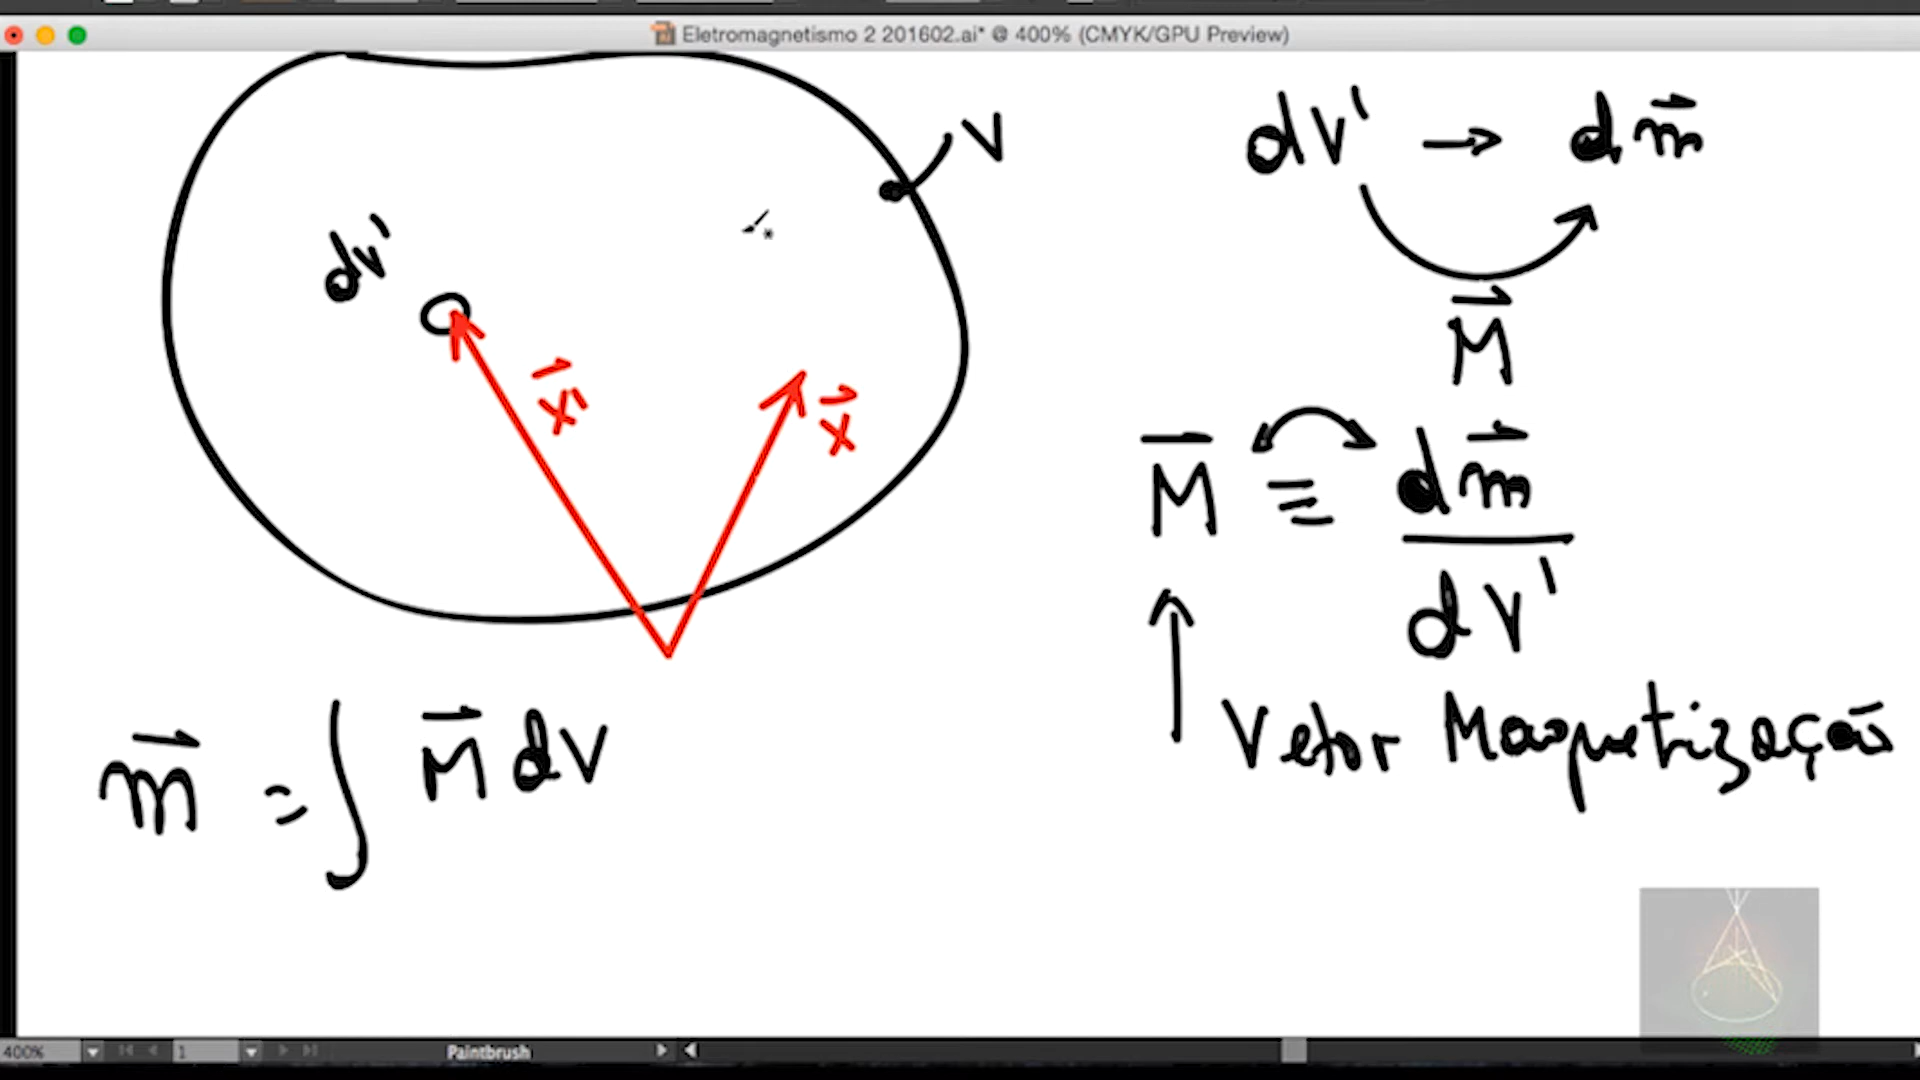 Eletromagnetismo 2 201602.ai* @ 400% (CMYK/GPU Preview)
V
dV' → dm⃗
dv'
M⃗
x⃗'
x⃗
M⃗ ≡ dm⃗
dV'
Vetor Magnetização
m⃗ = ∫ M⃗ dV
400%
1
Paintbrush